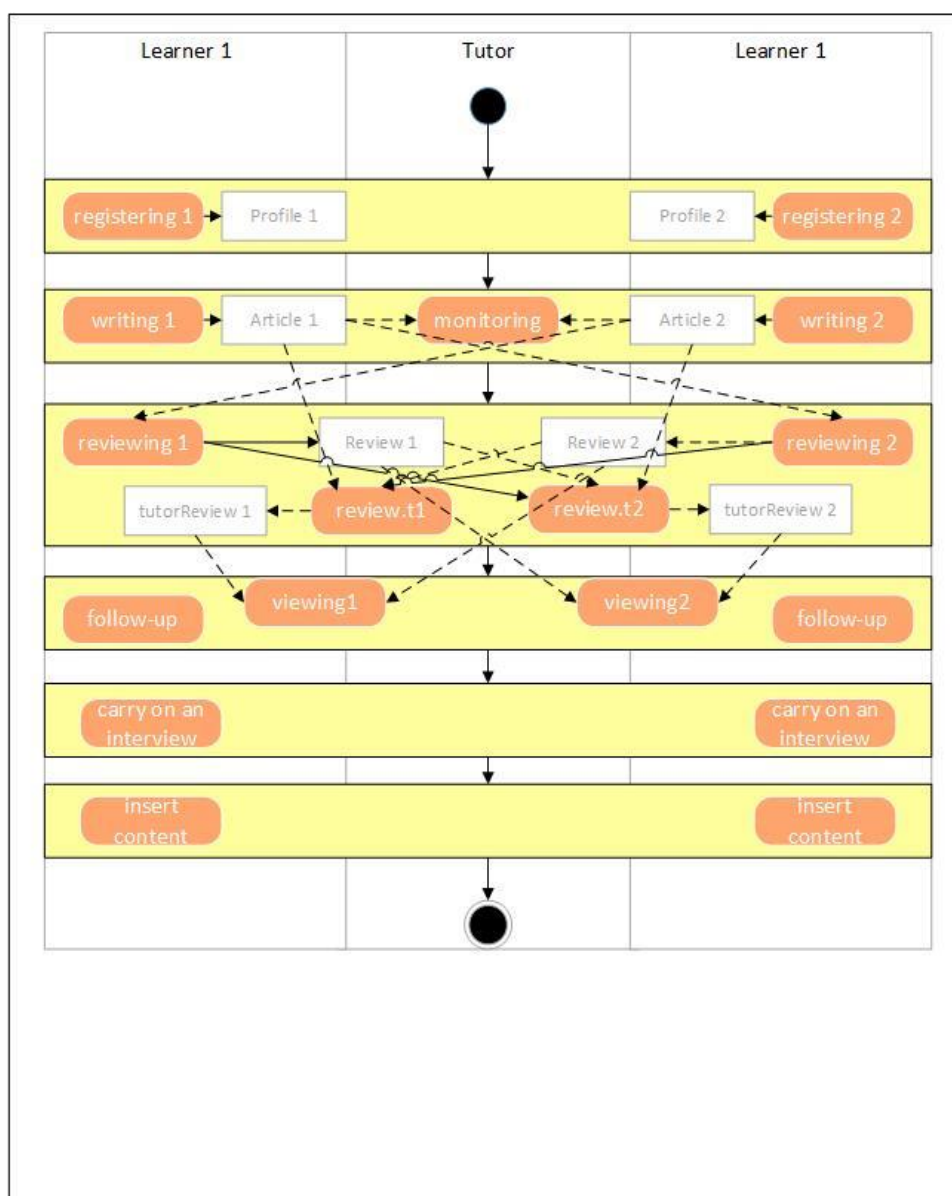 Learner 1
Tutor
Learner 1
registering 1
Profile 1
Profile 2
registering 2
writing 1
Article 1
monitoring
Article 2
writing 2
reviewing 1
Review 1
Review 2
reviewing 2
tutorReview 1
review.t1
review.t2
tutorReview 2
follow-up
viewing1
viewing2
follow-up
carry on an
interview
carry on an
interview
insert
content
insert
content